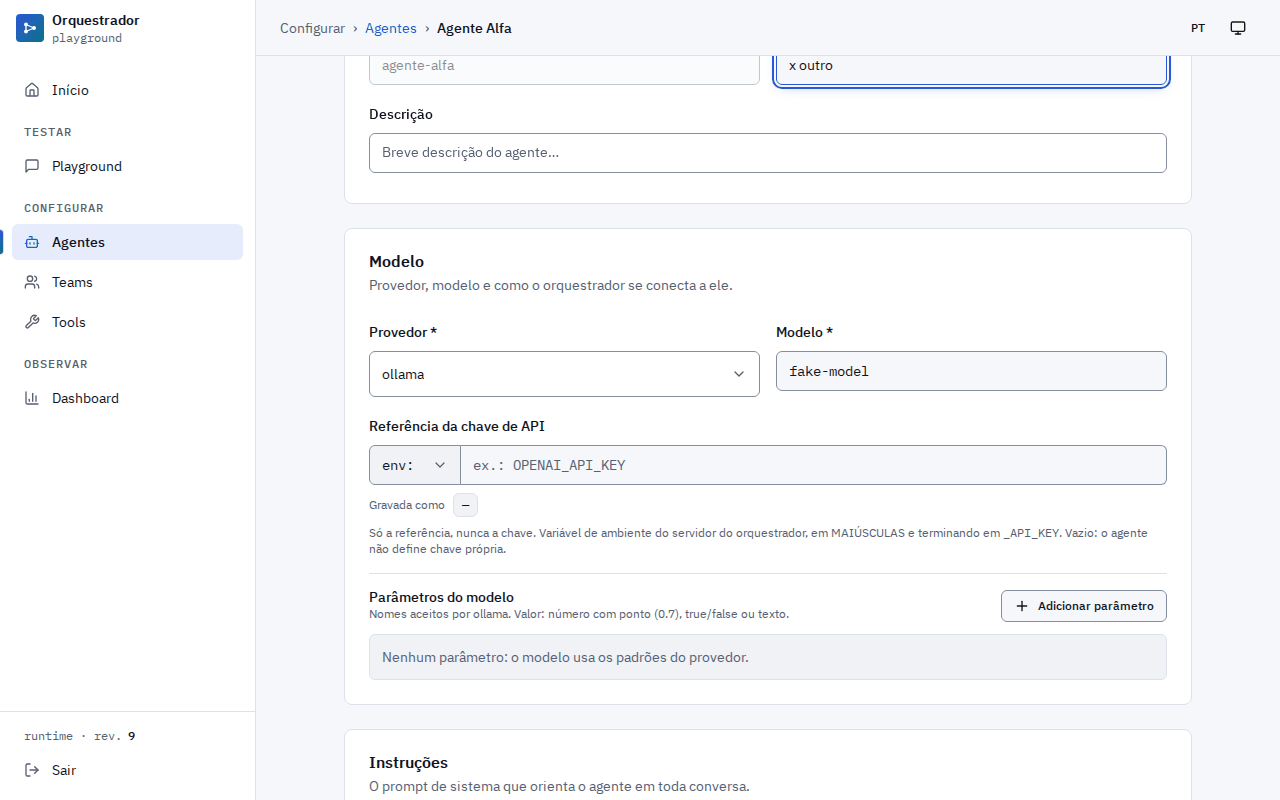 Orquestrador
playground
Início
TESTAR
Playground
CONFIGURAR
Agentes
Teams
Tools
OBSERVAR
Dashboard
runtime · rev. 9
Sair
Configurar › Agentes › Agente Alfa
PT
agente-alfa
x outro
Descrição
Breve descrição do agente...
Modelo
Provedor, modelo e como o orquestrador se conecta a ele.
Provedor *
Modelo *
ollama
fake-model
Referência da chave de API
env:
ex.: OPENAI_API_KEY
Gravada como —
Só a referência, nunca a chave. Variável de ambiente do servidor do orquestrador, em MAIÚSCULAS e terminando em _API_KEY. Vazio: o agente
não define chave própria.
Parâmetros do modelo
Nomes aceitos por ollama. Valor: número com ponto (0.7), true/false ou texto.
Adicionar parâmetro
Nenhum parâmetro: o modelo usa os padrões do provedor.
Instruções
O prompt de sistema que orienta o agente em toda conversa.